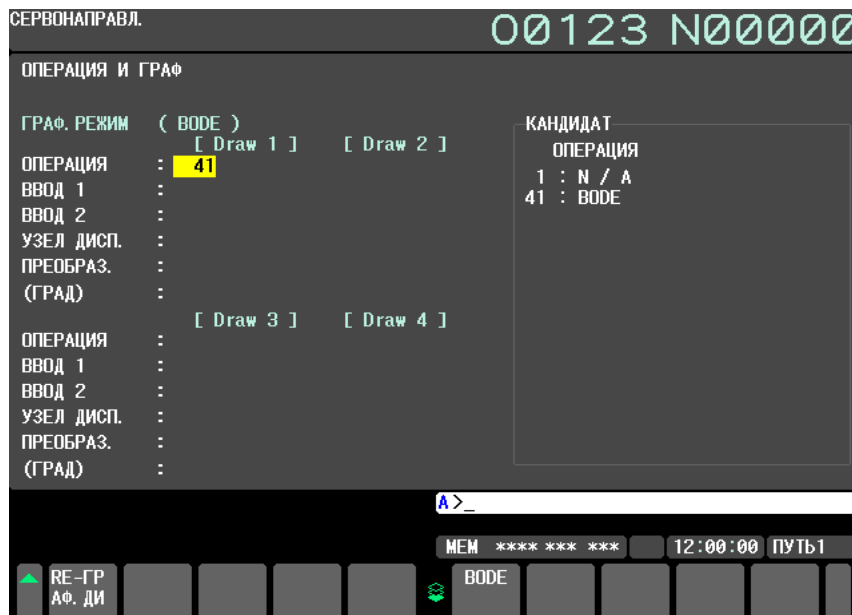 СЕРВОНАПРАВЛ.
O0123 N00000
ОПЕРАЦИЯ И ГРАФ
ГРАФ. РЕЖИМ ( BODE )
[ Draw 1 ] [ Draw 2 ]
ОПЕРАЦИЯ : 41
ВВОД 1 :
ВВОД 2 :
УЗЕЛ ДИСП. :
ПРЕОБРАЗ. :
(ГРАД) :
[ Draw 3 ] [ Draw 4 ]
ОПЕРАЦИЯ :
ВВОД 1 :
ВВОД 2 :
УЗЕЛ ДИСП. :
ПРЕОБРАЗ. :
(ГРАД) :
КАНДИДАТ
ОПЕРАЦИЯ
1 : N / A
41 : BODE
A>_
MEM **** *** *** 12:00:00 ПУТЬ1
RE-ГР
АФ. ДИ
BODE